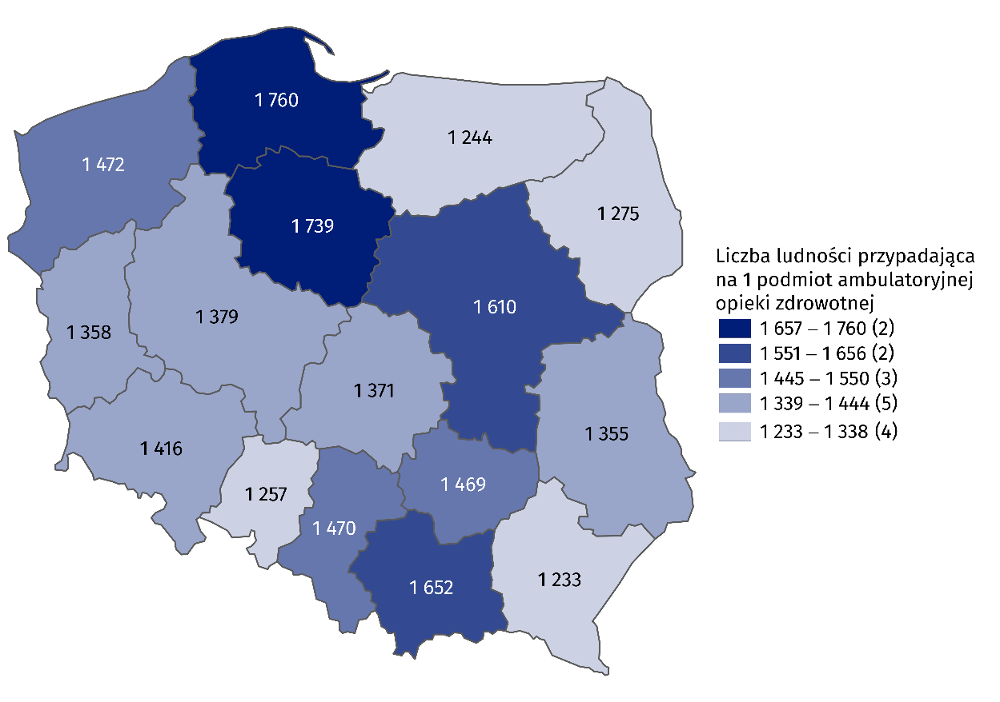 1 760
1 244
1 472
1 275
1 739
1 610
1 379
1 358
1 371
1 355
1 416
1 469
1 257
1 470
1 233
1 652
Liczba ludności przypadająca
na 1 podmiot ambulatoryjnej
opieki zdrowotnej
1 657 – 1 760 (2)
1 551 – 1 656 (2)
1 445 – 1 550 (3)
1 339 – 1 444 (5)
1 233 – 1 338 (4)